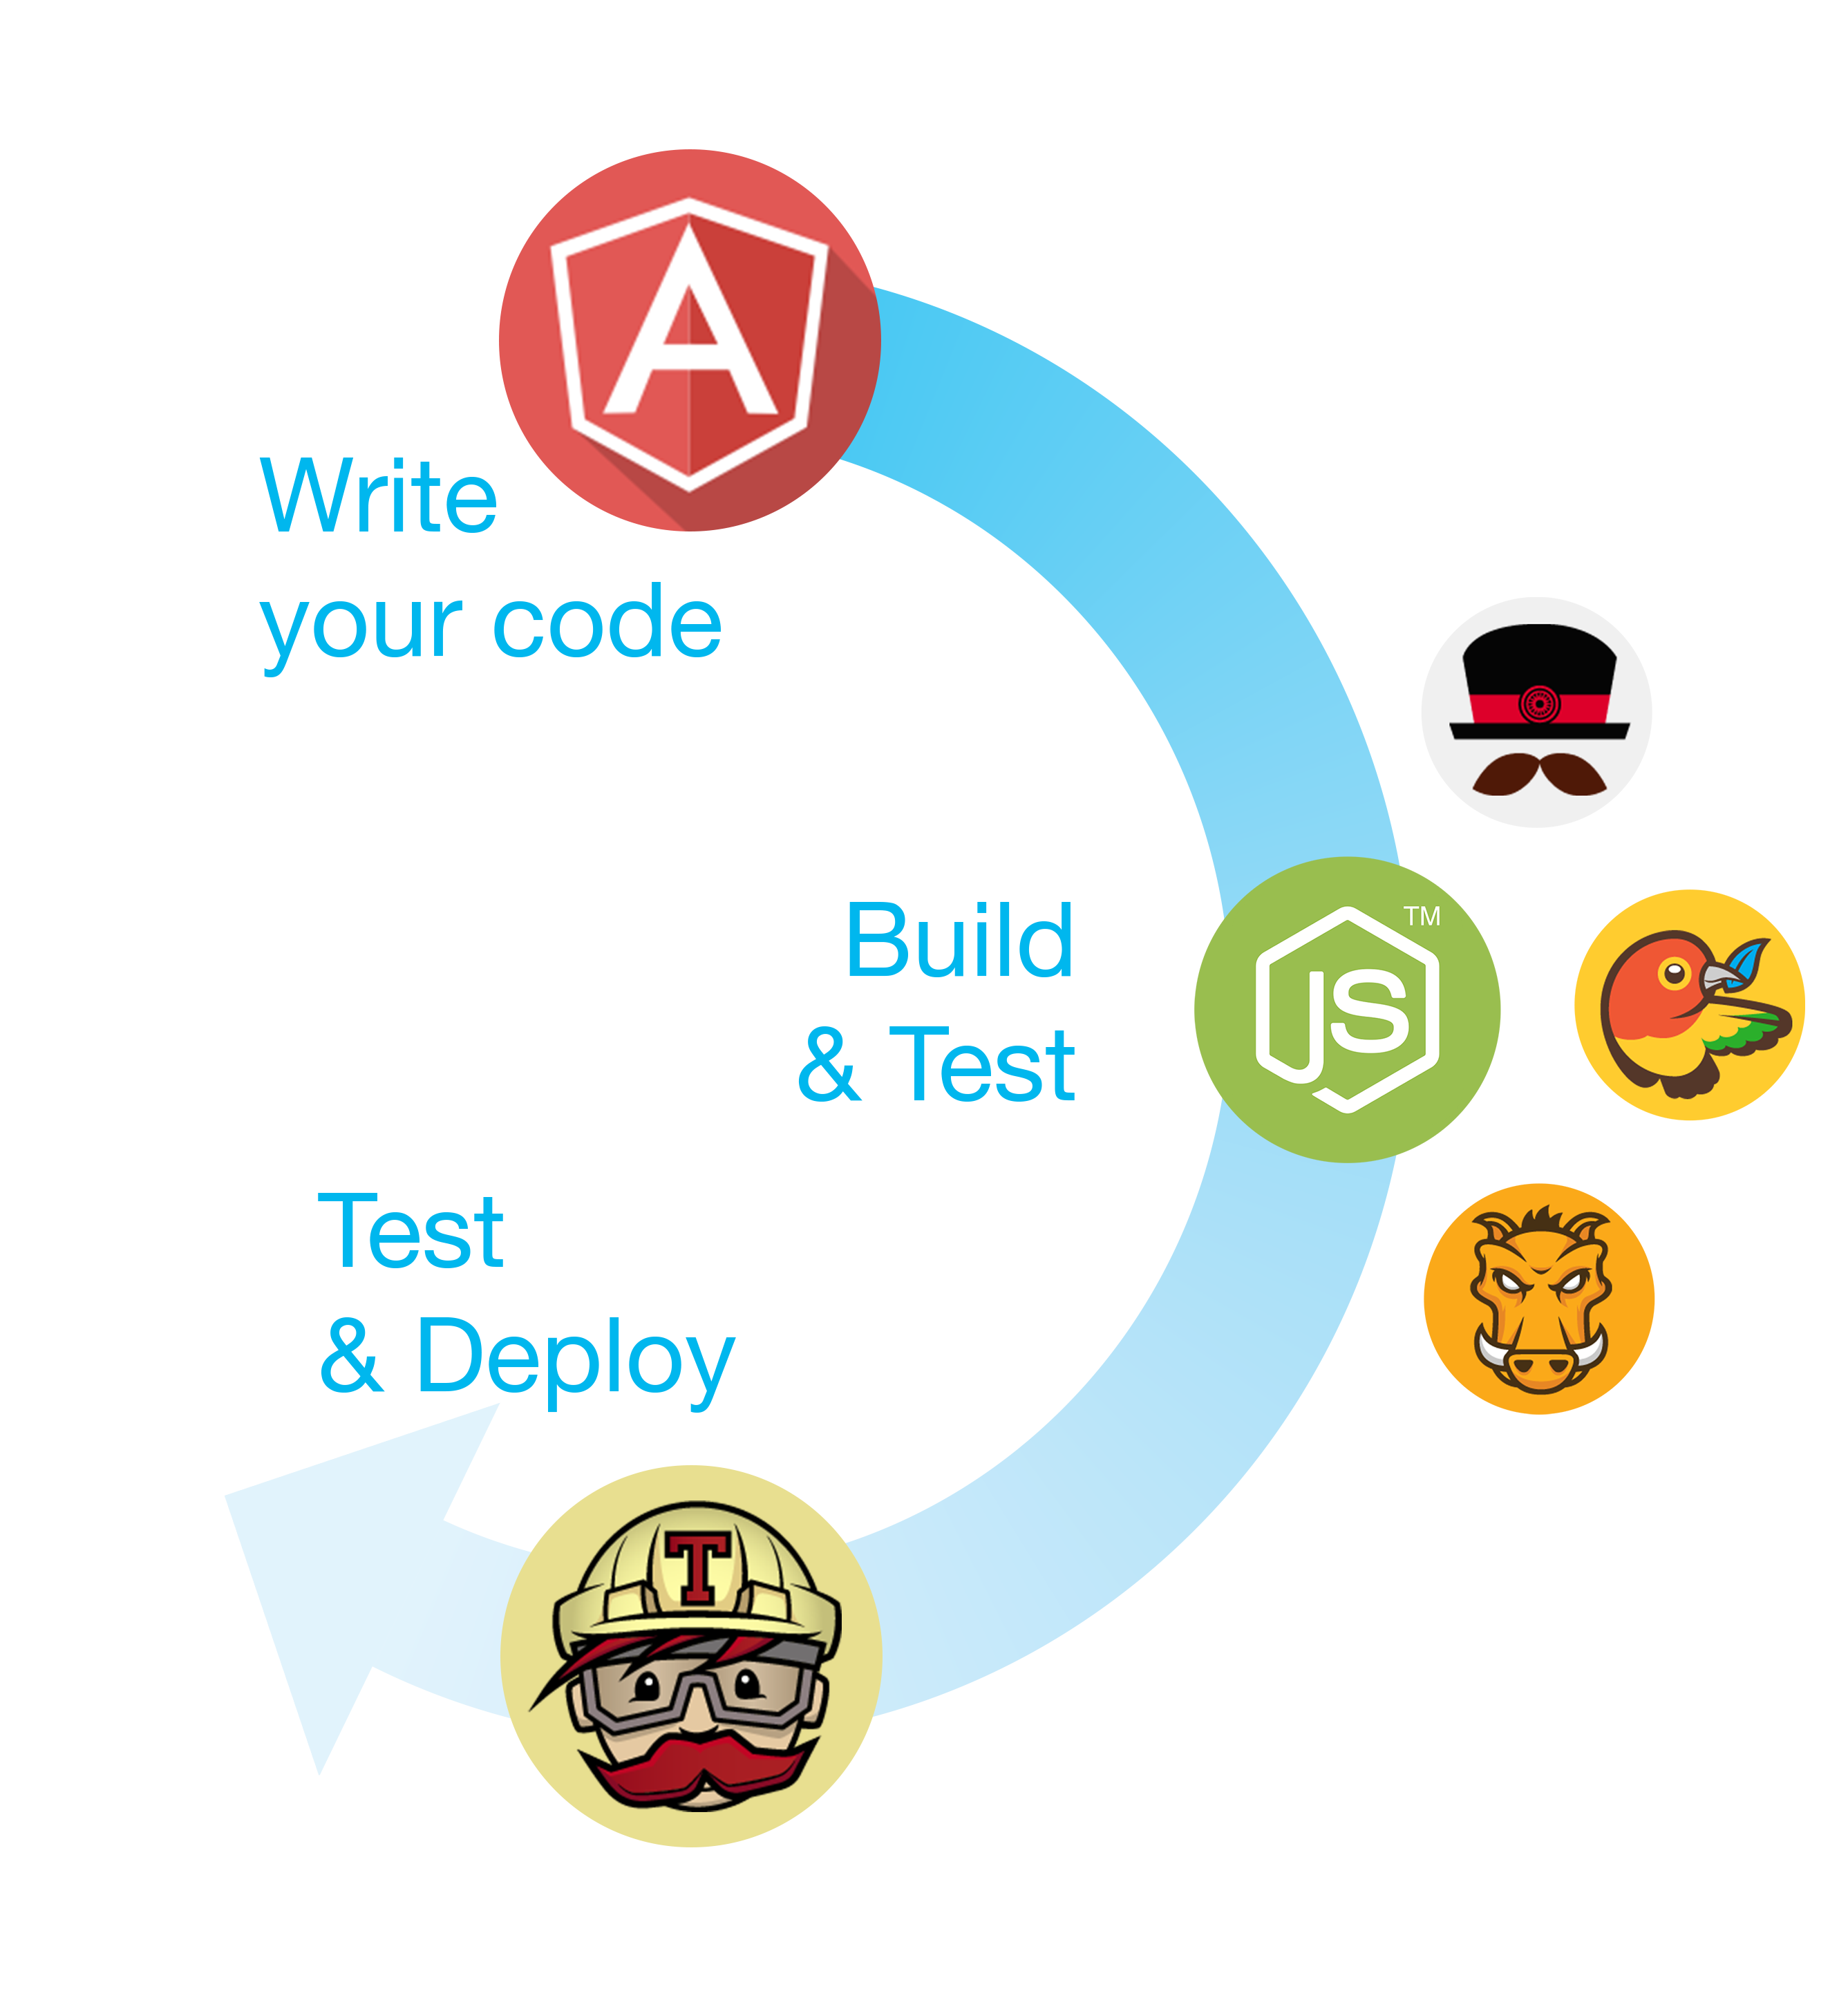 A
Write
your code
TM
JS
Build
& Test
Test
& Deploy
T